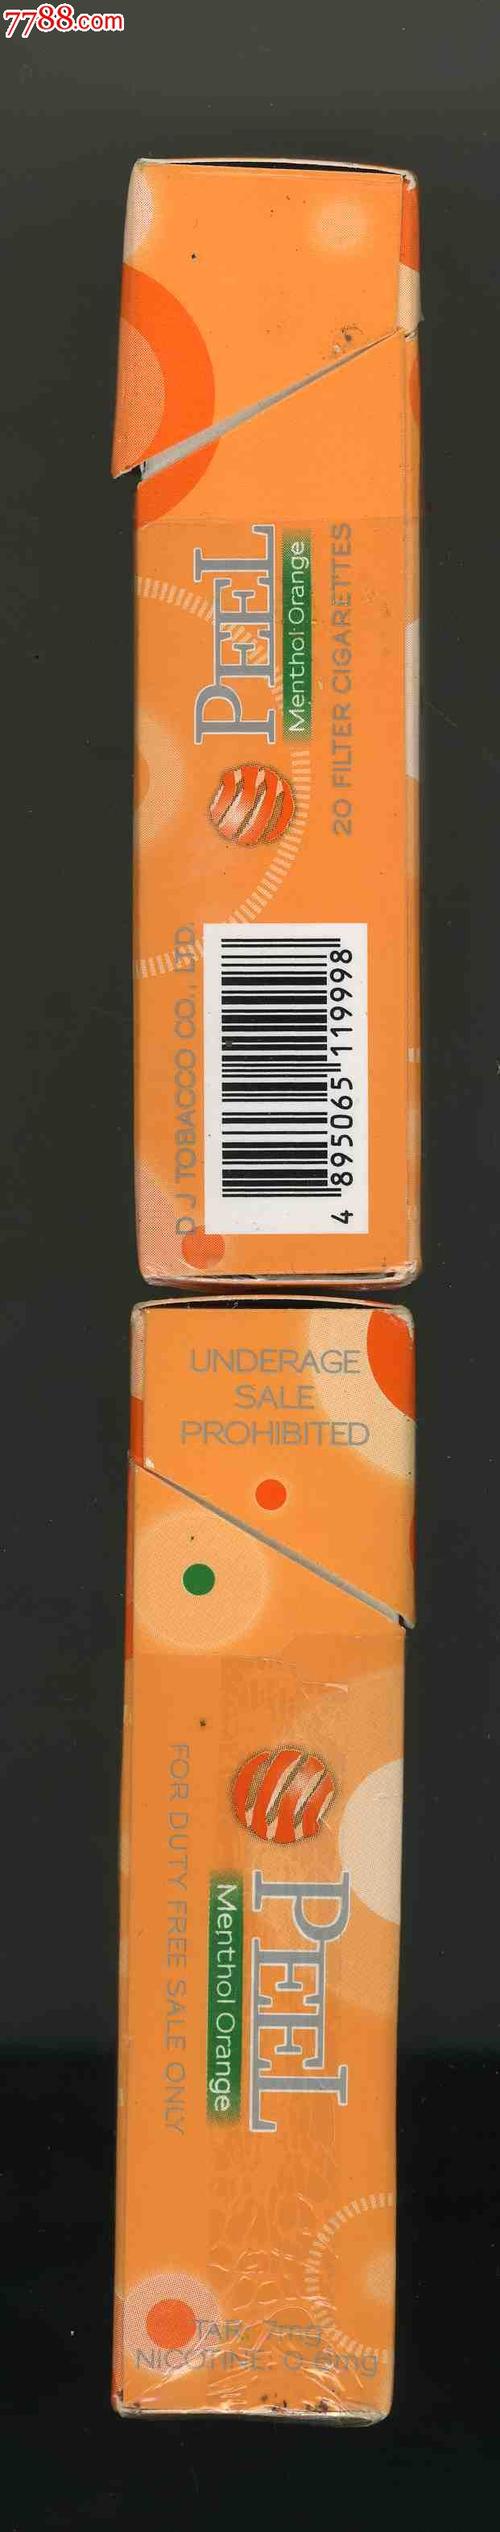 7788.com
PEEL
Menthol Orange
20 FILTER CIGARETTES
D J TOBACCO CO., LTD.
4 895065 119998
UNDERAGE
SALE
PROHIBITED
PEEL
Menthol Orange
FOR DUTY FREE SALE ONLY
TAR: 7mg
NICOTINE: 0.6mg